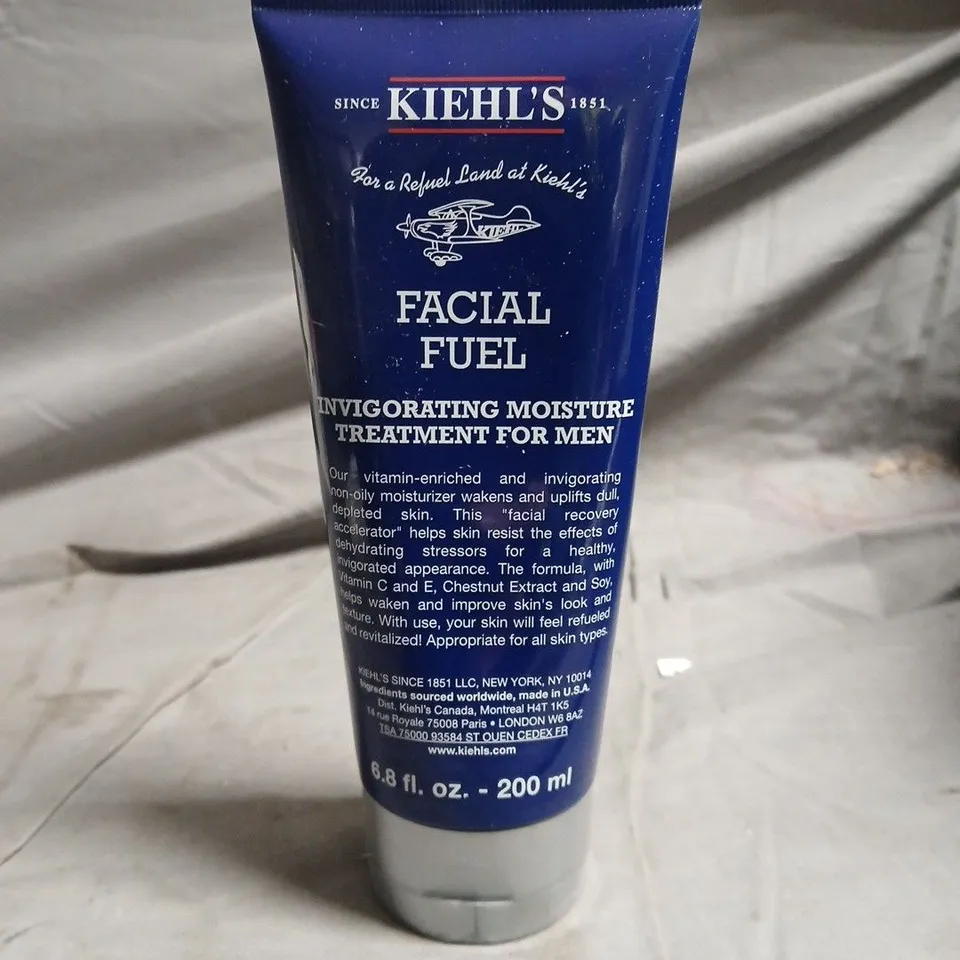 SINCE KIEHL'S 1851
For a Refuel Land at Kiehl's
KIEHL'S
FACIAL
FUEL
INVIGORATING MOISTURE
TREATMENT FOR MEN
Our vitamin-enriched and invigorating
non-oily moisturizer wakens and uplifts dull,
depleted skin. This "facial recovery
accelerator" helps skin resist the effects of
dehydrating stressors for a healthy,
invigorated appearance. The formula, with
Vitamin C and E, Chestnut Extract and Soy,
helps waken and improve skin's look and
texture. With use, your skin will feel refueled
and revitalized! Appropriate for all skin types.
KIEHL'S SINCE 1851 LLC, NEW YORK, NY 10014
Ingredients sourced worldwide, made in U.S.A.
Dist. Kiehl's Canada, Montreal H4T 1K5
14 rue Royale 75008 Paris • LONDON W6 8AZ
TSA 75000 93584 ST OUEN CEDEX FR
www.kiehls.com
6.8 fl. oz. - 200 ml